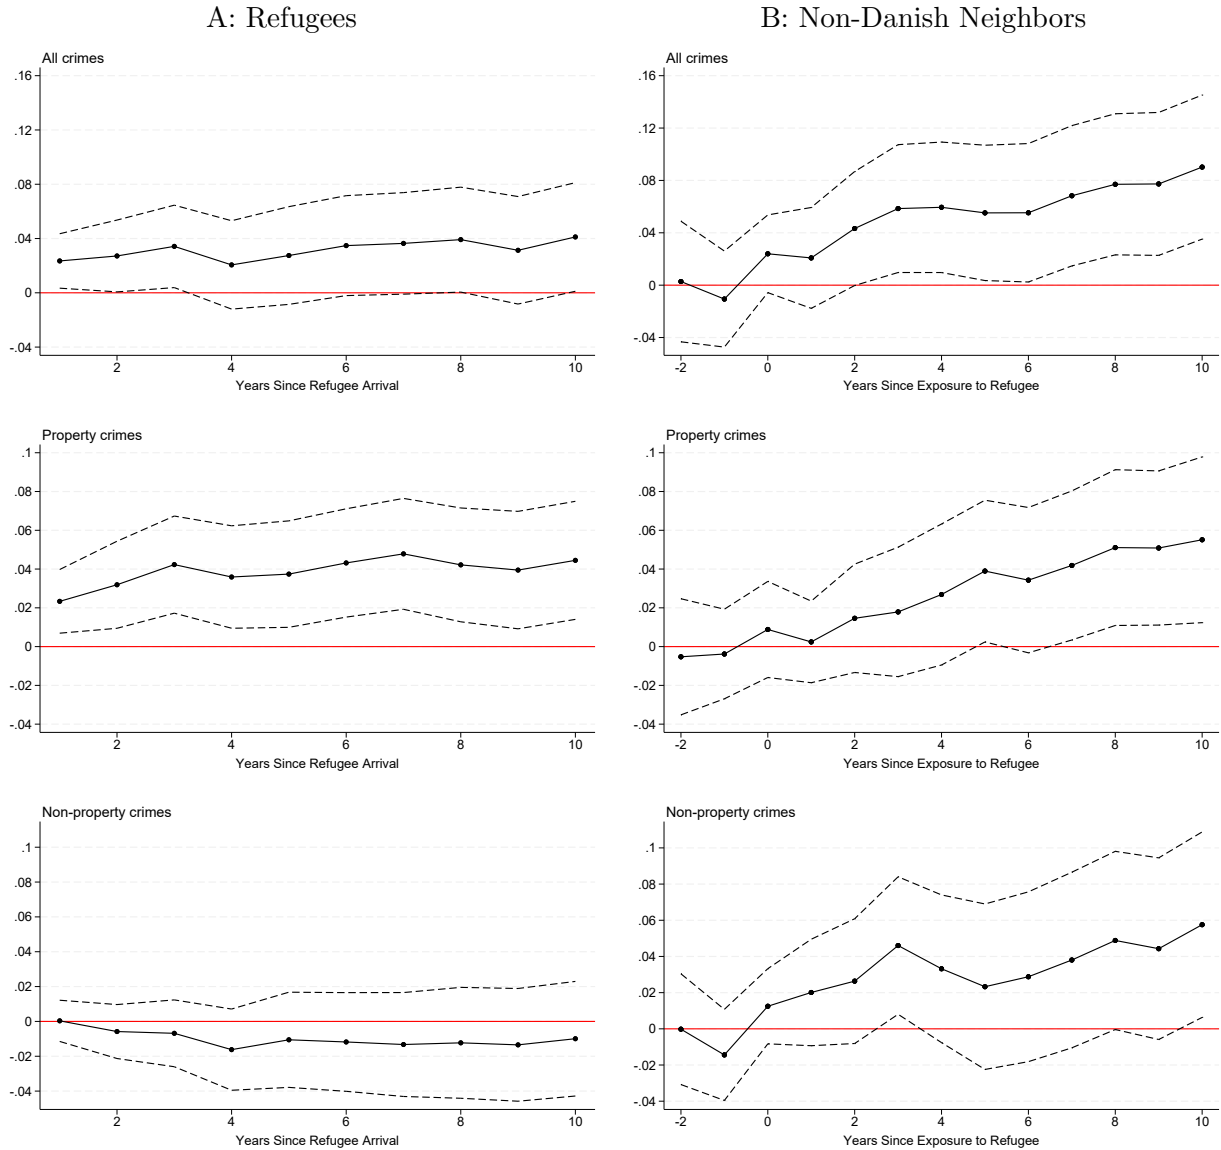 A: Refugees
All crimes
.16
.12
.08
.04
0
-.04
2 4 6 8 10
Years Since Refugee Arrival
Property crimes
.1
.08
.06
.04
.02
0
-.02
-.04
2 4 6 8 10
Years Since Refugee Arrival
Non-property crimes
.1
.08
.06
.04
.02
0
-.02
-.04
2 4 6 8 10
Years Since Refugee Arrival
B: Non-Danish Neighbors
All crimes
.16
.12
.08
.04
0
-.04
-2 0 2 4 6 8 10
Years Since Exposure to Refugee
Property crimes
.1
.08
.06
.04
.02
0
-.02
-.04
-2 0 2 4 6 8 10
Years Since Exposure to Refugee
Non-property crimes
.1
.08
.06
.04
.02
0
-.02
-.04
-2 0 2 4 6 8 10
Years Since Exposure to Refugee